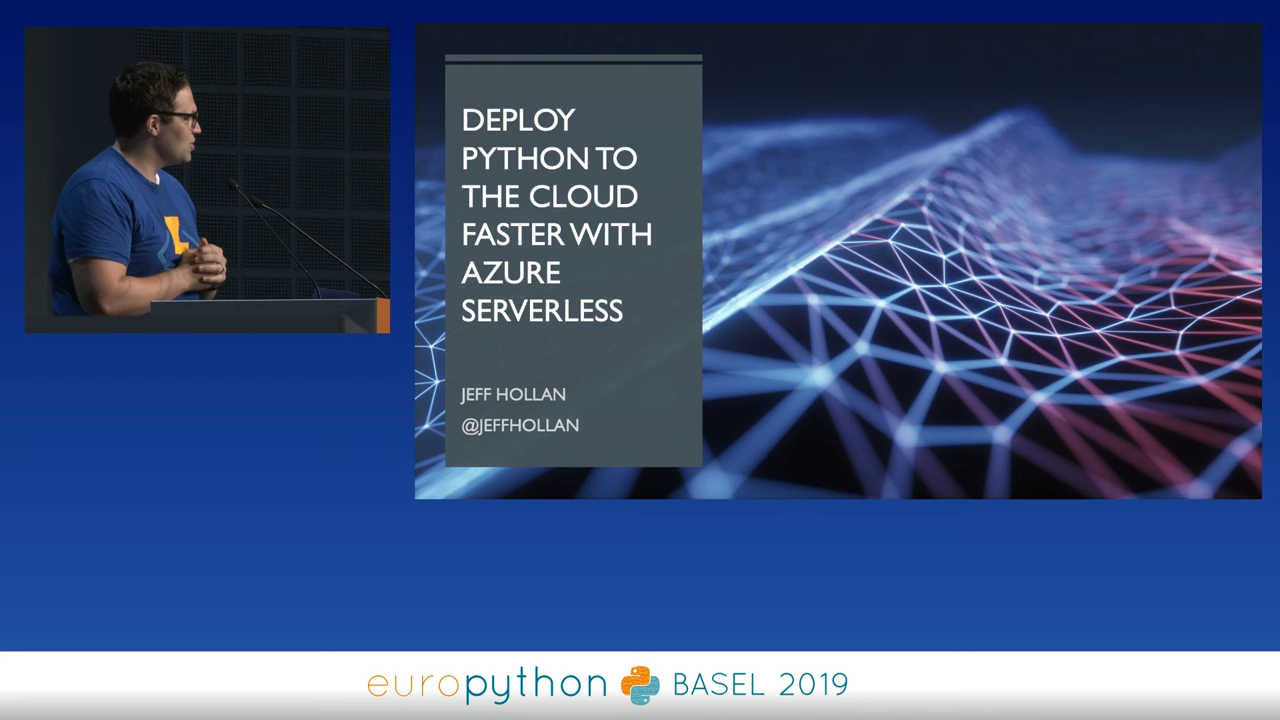 DEPLOY
PYTHON TO
THE CLOUD
FASTER WITH
AZURE
SERVERLESS
JEFF HOLLAN
@JEFFHOLLAN
europython BASEL 2019